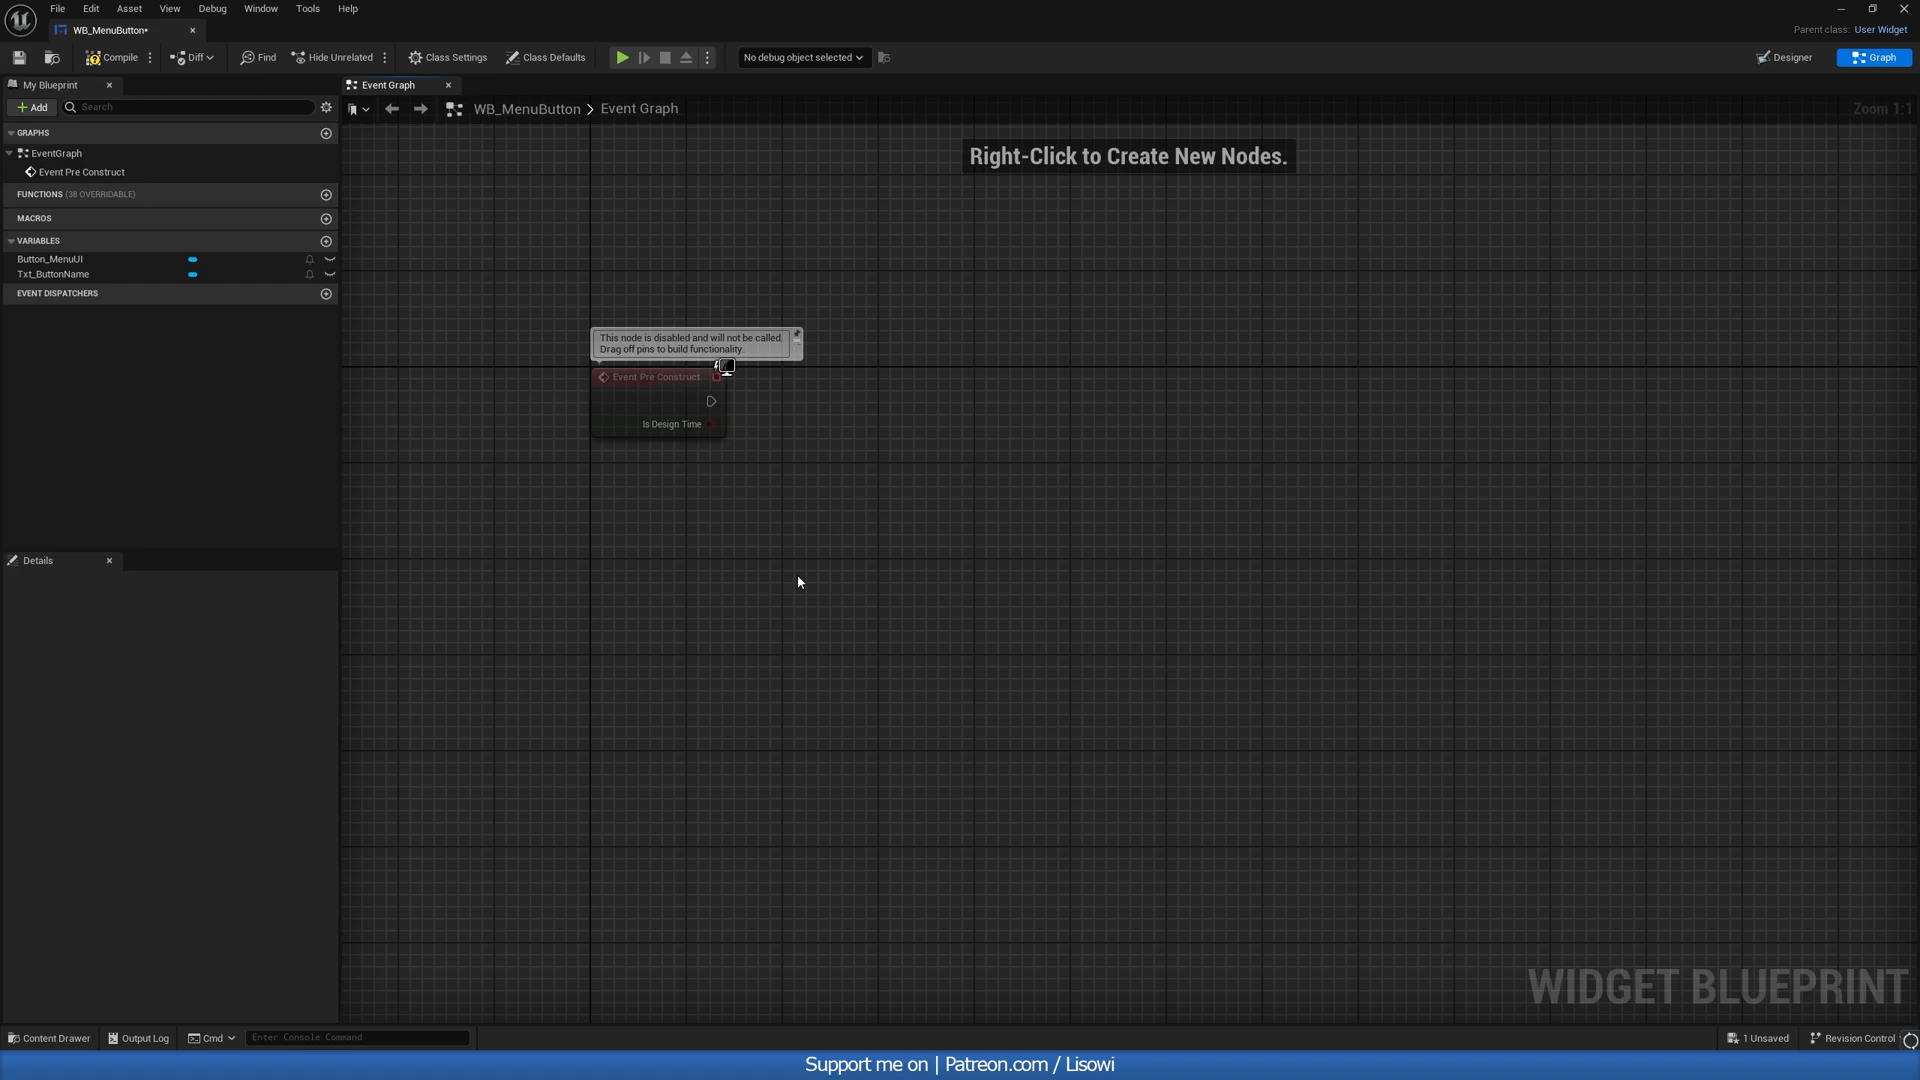 File Edit Asset View Debug Window Tools Help
WB_MenuButton•
Parent class: User Widget
Compile Diff Find Hide Unrelated Class Settings Class Defaults No debug object selected Designer Graph
My Blueprint
Event Graph
Add Search
WB_MenuButton > Event Graph Zoom 1:1
GRAPHS
Right-Click to Create New Nodes.
EventGraph
Event Pre Construct
FUNCTIONS (38 OVERRIDABLE)
MACROS
VARIABLES
Button_MenuUI
Txt_ButtonName
EVENT DISPATCHERS
This node is disabled and will not be called.
Drag off pins to build functionality.
Event Pre Construct
Is Design Time
Details
WIDGET BLUEPRINT
Content Drawer Output Log Cmd Enter Console Command 1 Unsaved Revision Control
Support me on | Patreon.com / Lisowi